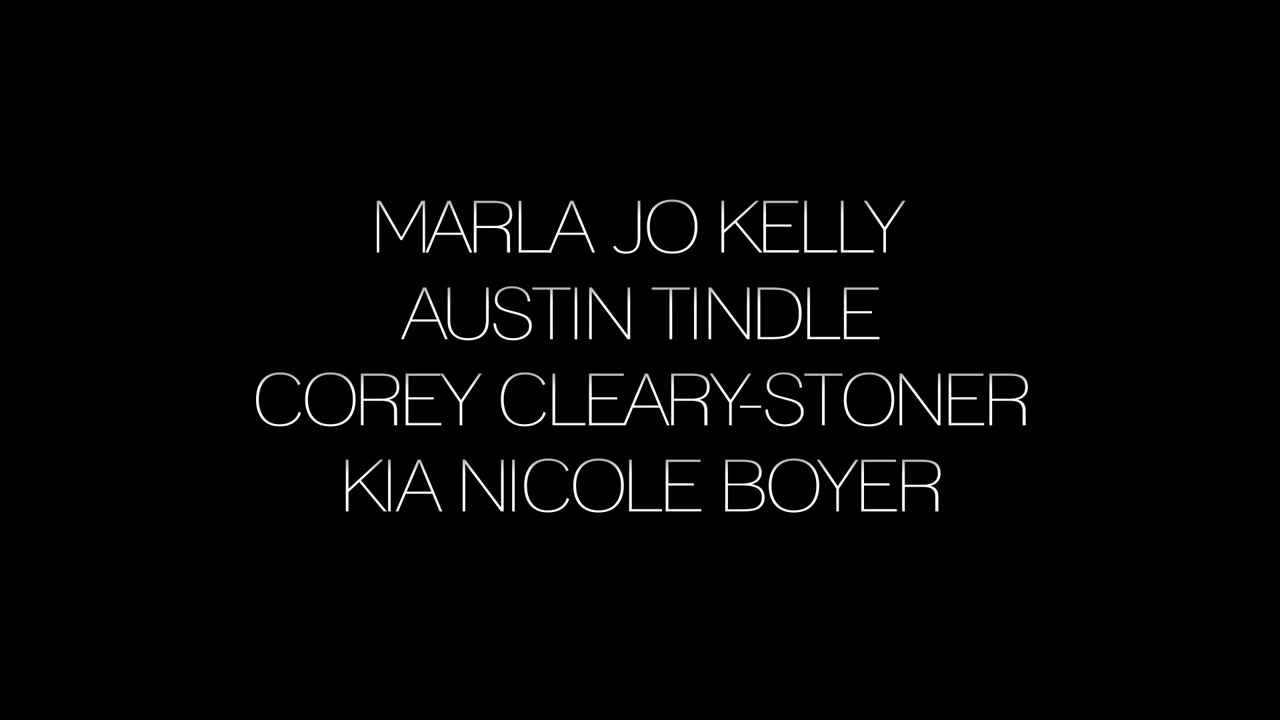 MARLA JO KELLY
AUSTIN TINDLE
COREY CLEARY-STONER
KIA NICOLE BOYER